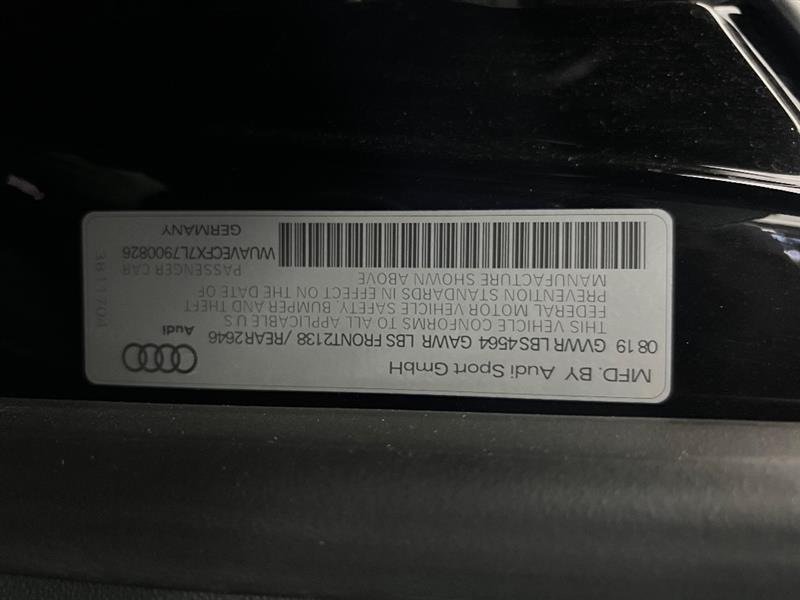 MFD. BY Audi Sport GmbH
08 19 GVWR LBS4564 GAWR LBS FRONT2138 /REAR2646
Audi
THIS VEHICLE CONFORMS TO ALL APPLICABLE U.S
FEDERAL MOTOR VEHICLE SAFETY, BUMPER AND THEFT
PREVENTION STANDARDS IN EFFECT ON THE DATE OF
MANUFACTURE SHOWN ABOVE
PASSENGER CAR
WUAVECFX7L7900826
GERMANY